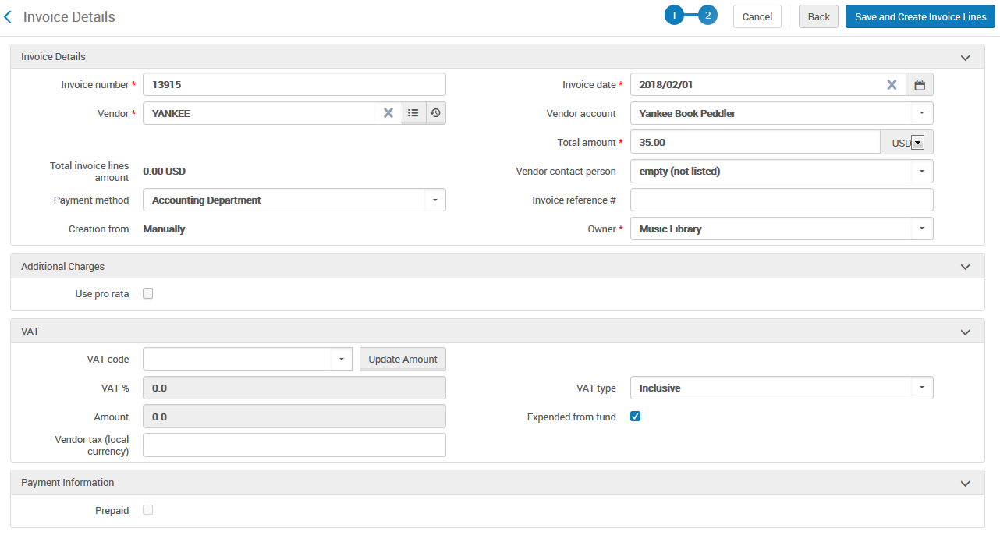 Invoice Details
1 2 Cancel Back Save and Create Invoice Lines
Invoice Details
Invoice number * 13915 Invoice date * 2018/02/01
Vendor * YANKEE Vendor account Yankee Book Peddler
Total amount * 35.00 USD
Total invoice lines
amount 0.00 USD Vendor contact person empty (not listed)
Payment method Accounting Department Invoice reference #
Creation from Manually Owner * Music Library
Additional Charges
Use pro rata
VAT
VAT code Update Amount
VAT % 0.0 VAT type Inclusive
Amount 0.0 Expended from fund
Vendor tax (local
currency)
Payment Information
Prepaid